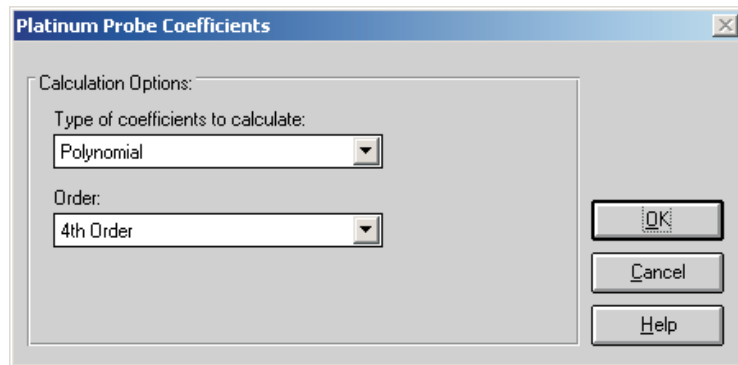 Platinum Probe Coefficients
Calculation Options:
Type of coefficients to calculate:
Polynomial
Order:
4th Order
OK
Cancel
Help